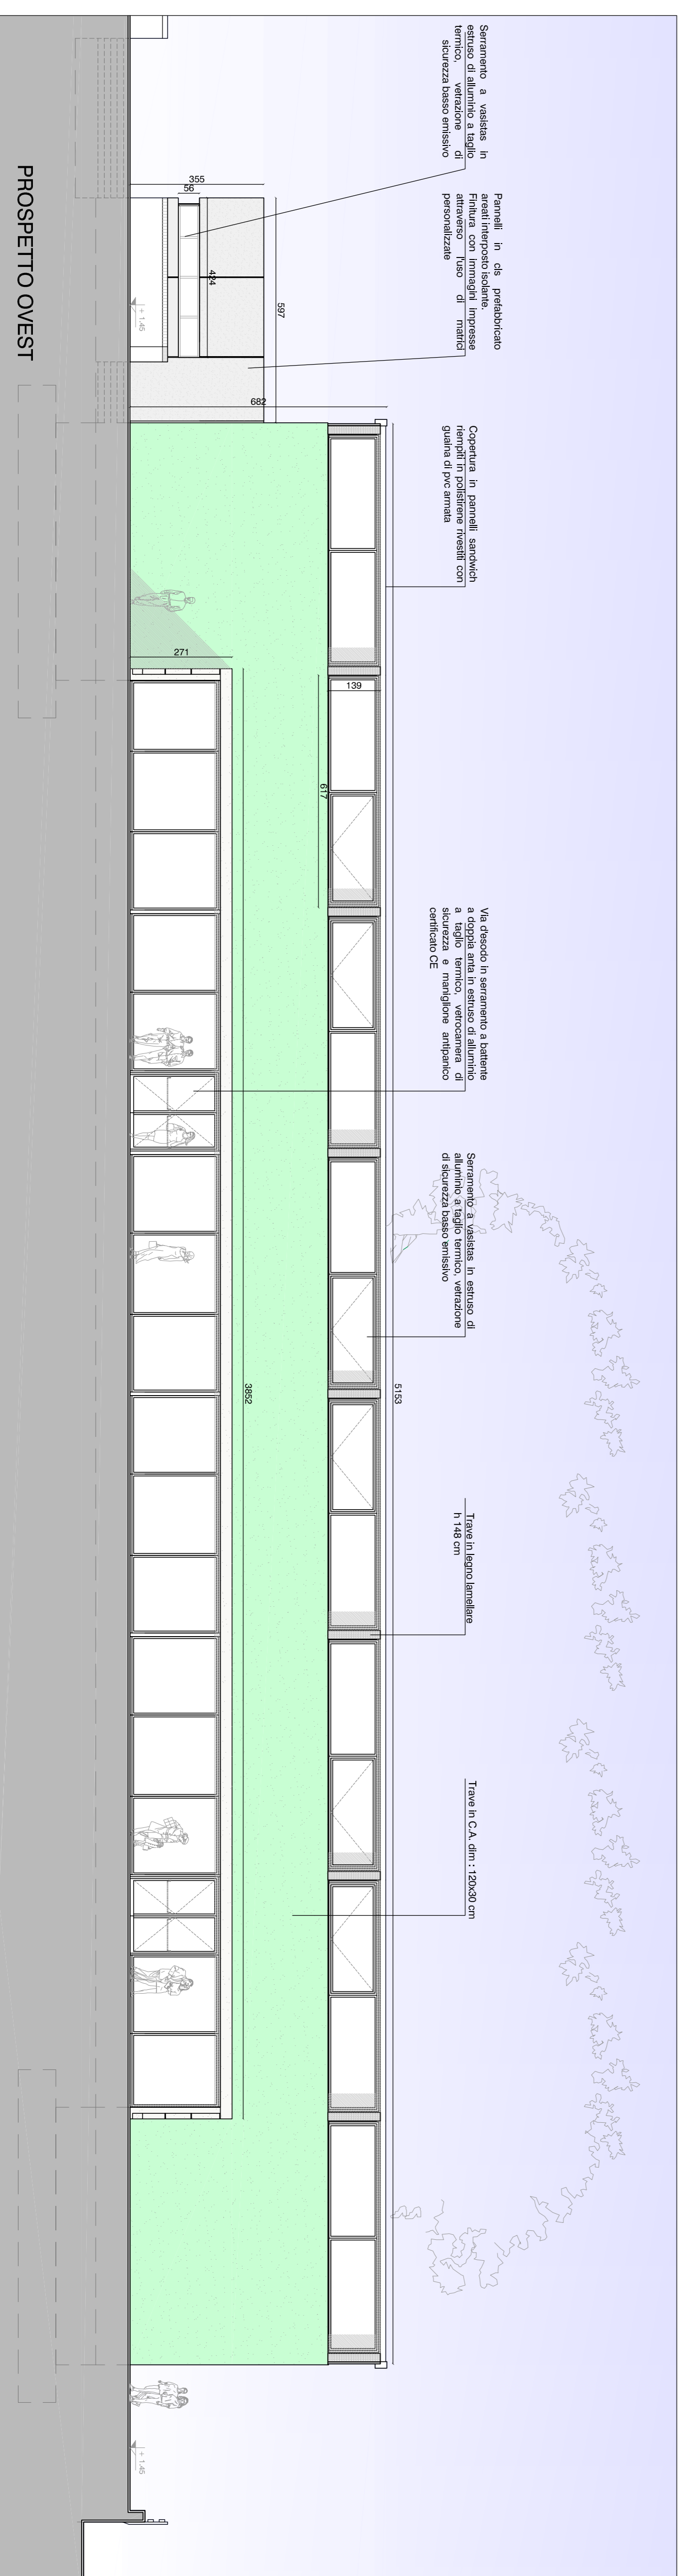 Serramento a vasistas in
estruso di alluminio a taglio
termico, vetrazione di
sicurezza basso emissivo
Pannelli in cls prefabbricato
areati interposto isolante.
Finitura con immagini impresse
attraverso l'uso di matrici
personalizzate
Copertura in pannelli sandwich
riempiti in polistirene rivestiti con
guaina di pvc armata
Via d'esodo in serramento a battente
a doppia anta in estruso di alluminio
a taglio termico, vetrocamera di
sicurezza e maniglione antipanico
certificato CE
Serramento a vasistas in estruso di
alluminio a taglio termico, vetrazione
di sicurezza basso emissivo
Trave in legno lamellare
h 148 cm
Trave in C.A. dim : 120x30 cm
355
56
424
597
682
+ 1.45
271
139
617
3852
5153
+ 1.45
PROSPETTO OVEST